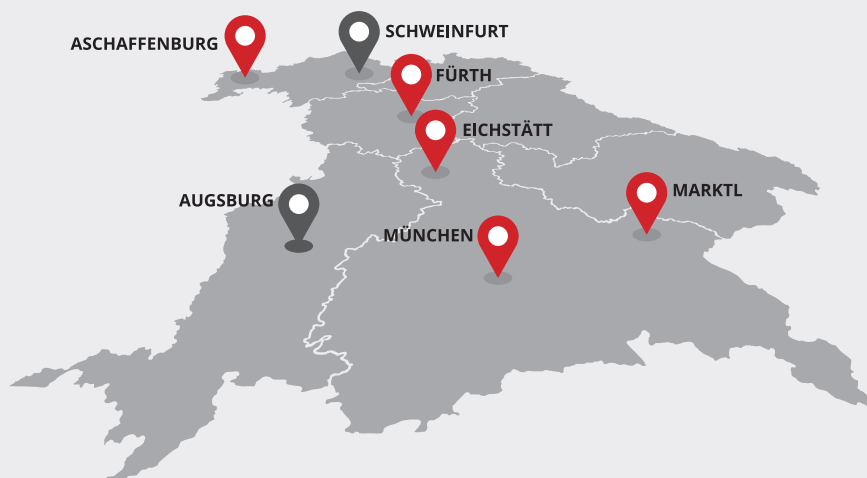 SCHWEINFURT
ASCHAFFENBURG
FÜRTH
EICHSTÄTT
MARKTL
AUGSBURG
MÜNCHEN